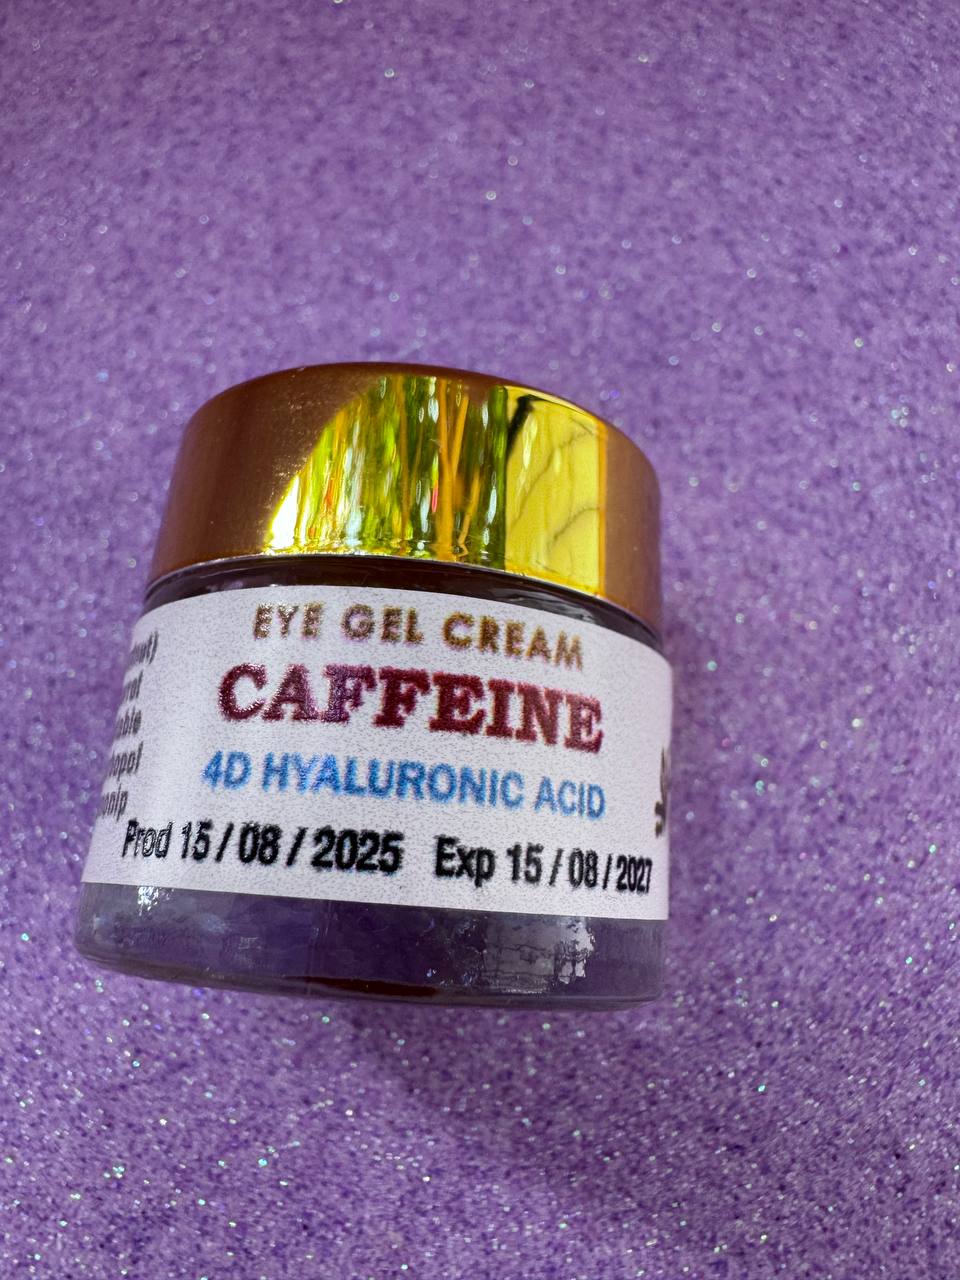 EYE GEL CREAM
CAFFEINE
4D HYALURONIC ACID
Prod 15/08/2025 Exp 15/08/2027